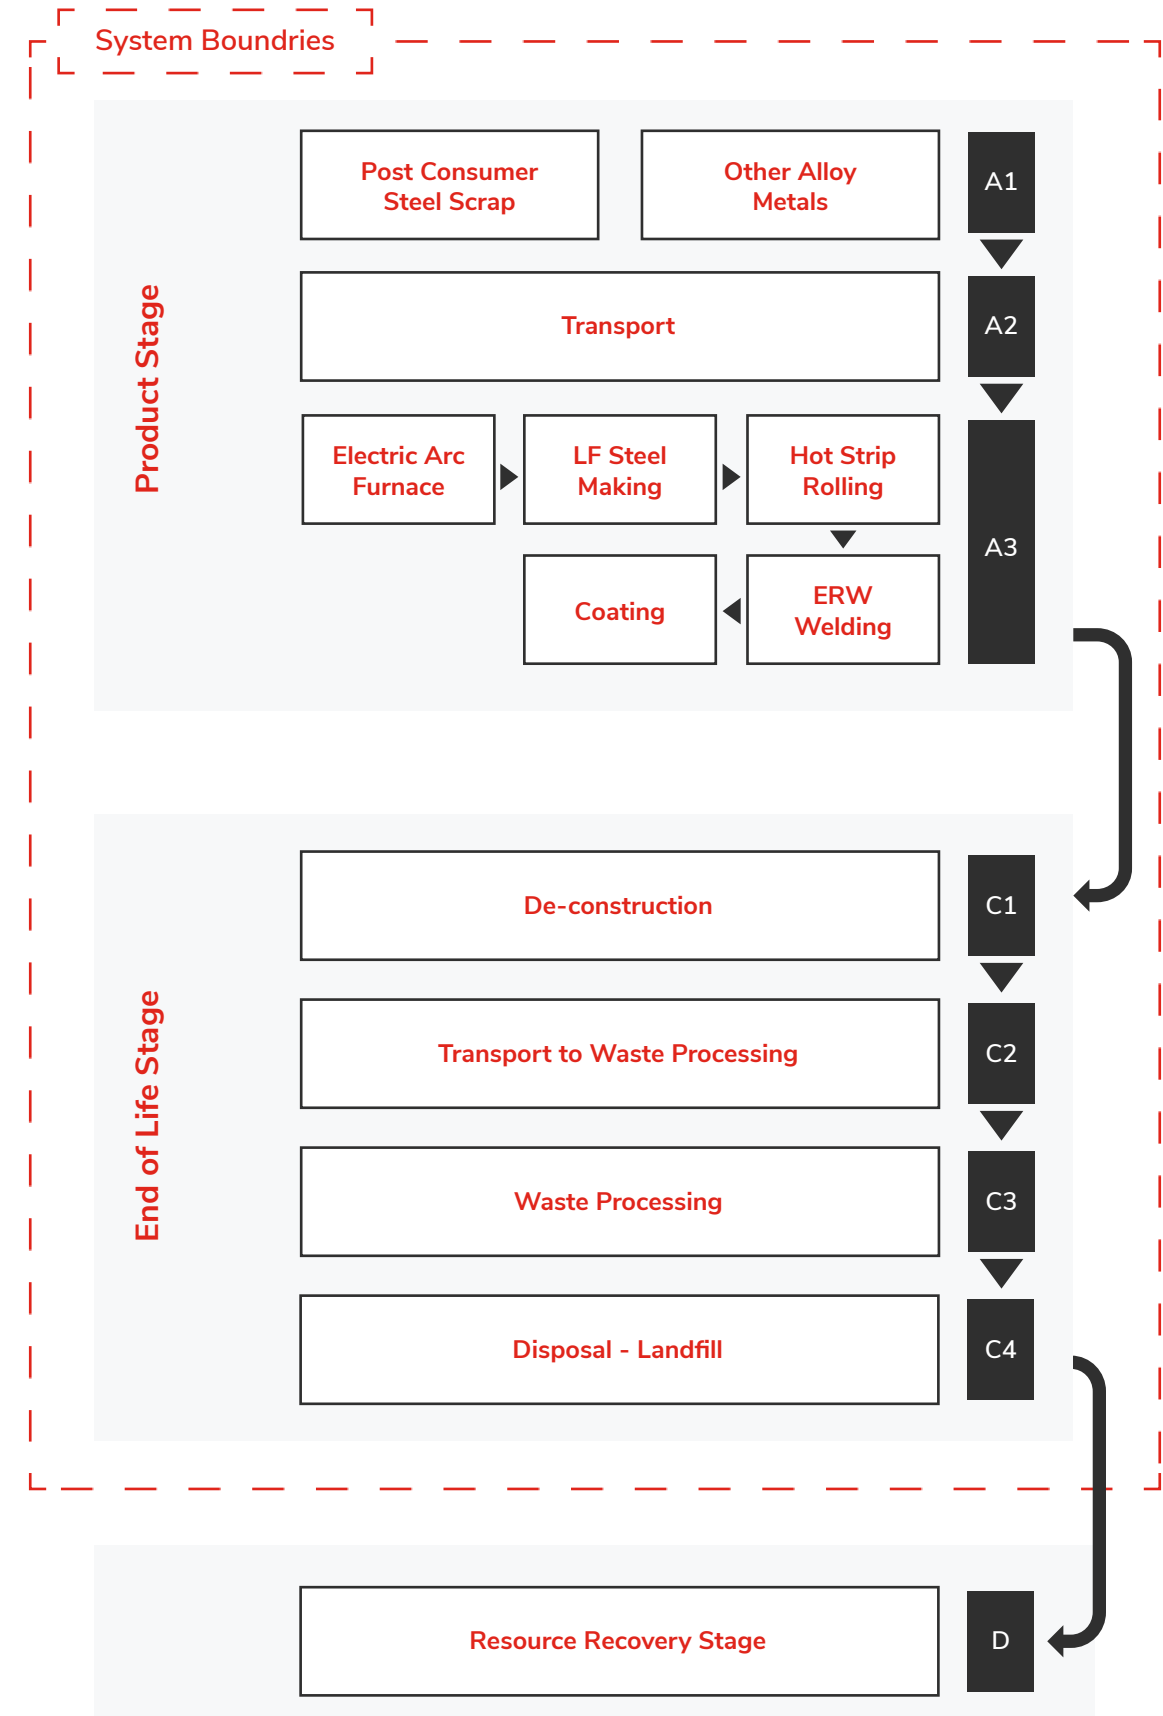 System Boundries
Product Stage
Post Consumer
Steel Scrap
Other Alloy
Metals
A1
Transport
A2
Electric Arc
Furnace
LF Steel
Making
Hot Strip
Rolling
A3
Coating
ERW
Welding
End of Life Stage
De-construction
C1
Transport to Waste Processing
C2
Waste Processing
C3
Disposal - Landfill
C4
Resource Recovery Stage
D